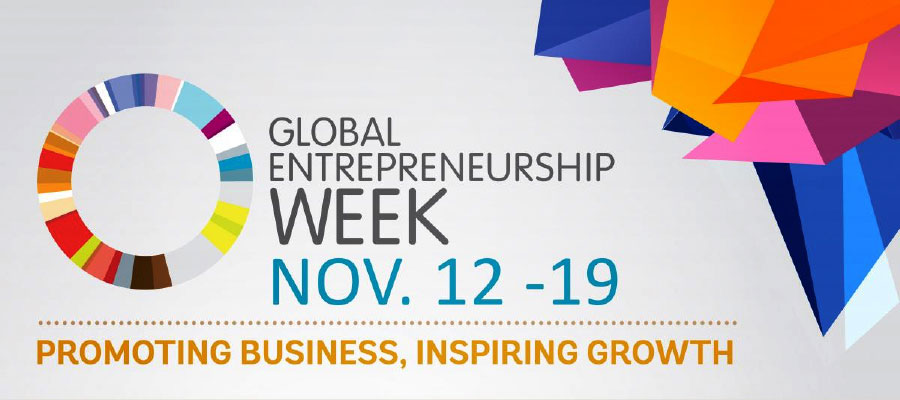 GLOBAL
ENTREPRENEURSHIP
WEEK
NOV. 12 -19
PROMOTING BUSINESS, INSPIRING GROWTH